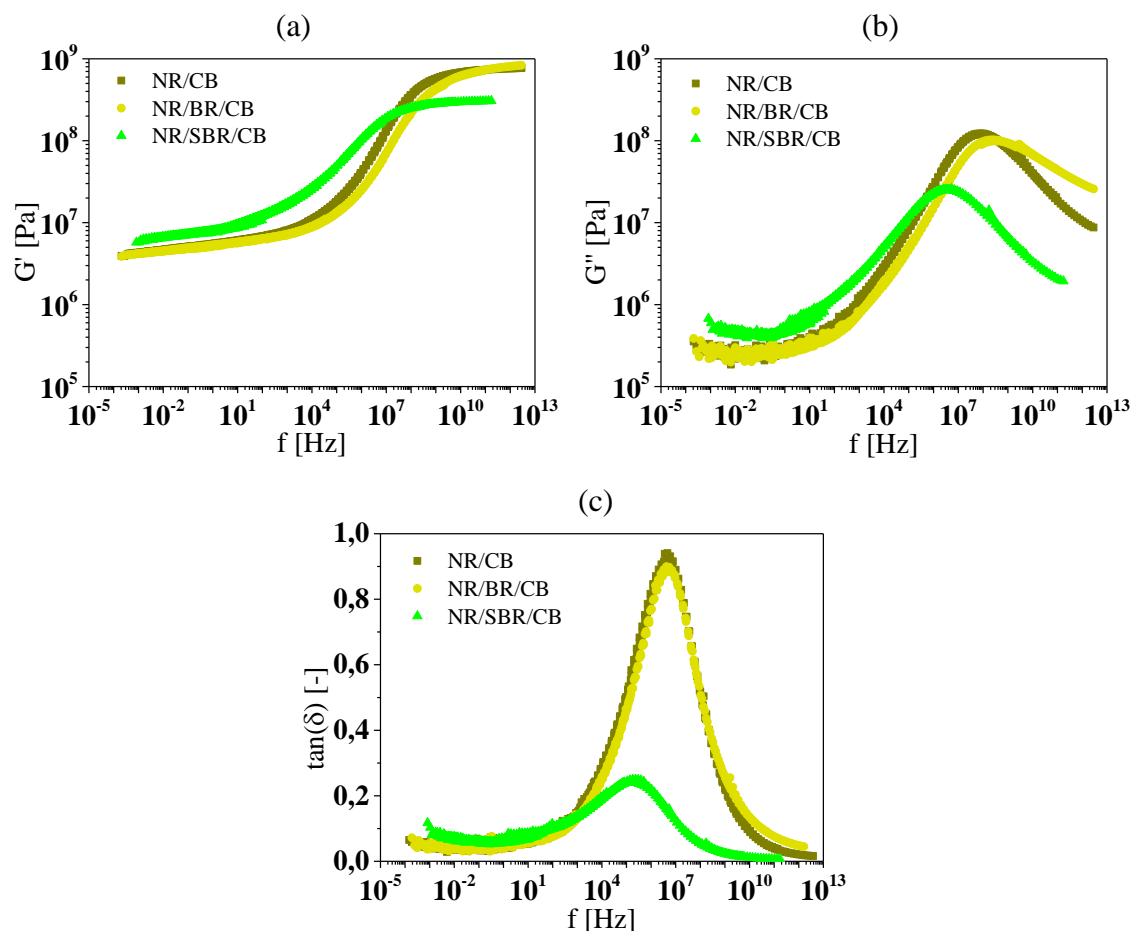 (a)
10⁹
10⁸
10⁷
10⁶
10⁵
G' [Pa]
NR/CB
NR/BR/CB
NR/SBR/CB
10⁻⁵ 10⁻² 10¹ 10⁴ 10⁷ 10¹⁰ 10¹³
f [Hz]
(b)
10⁹
10⁸
10⁷
10⁶
10⁵
G'' [Pa]
NR/CB
NR/BR/CB
NR/SBR/CB
10⁻⁵ 10⁻² 10¹ 10⁴ 10⁷ 10¹⁰ 10¹³
f [Hz]
(c)
1,0
0,8
0,6
0,4
0,2
0,0
tan(δ) [-]
NR/CB
NR/BR/CB
NR/SBR/CB
10⁻⁵ 10⁻² 10¹ 10⁴ 10⁷ 10¹⁰ 10¹³
f [Hz]